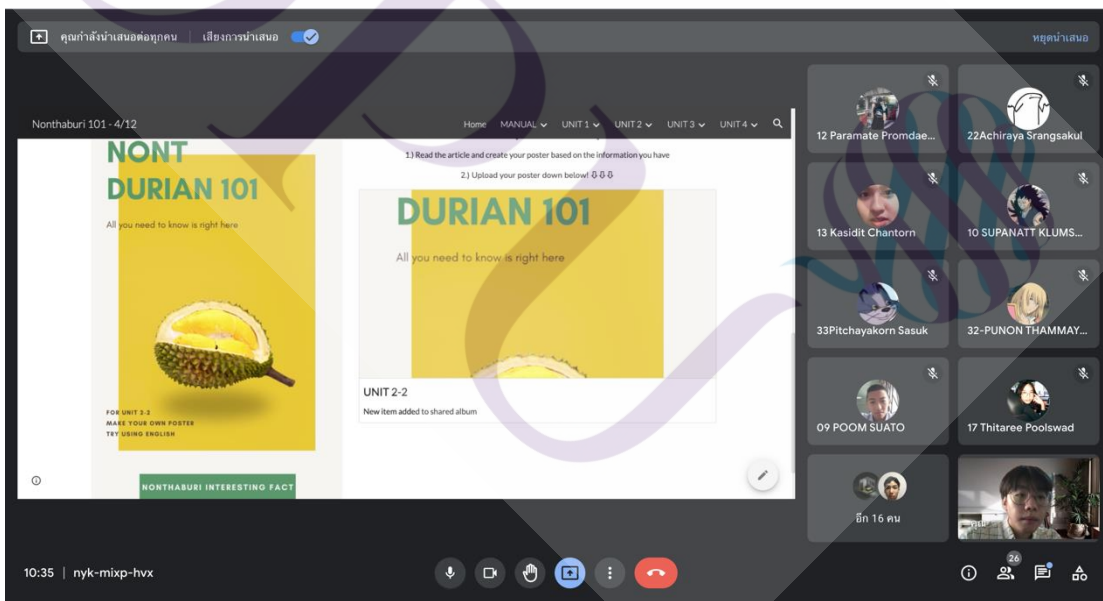 คุณกำลังนำเสนอต่อทุกคน
เสียงการนำเสนอ
หยุดนำเสนอ
Nonthaburi 101 - 4/12
Home MANUAL UNIT 1 UNIT 2 UNIT 3 UNIT 4
NONT
DURIAN 101
All you need to know is right here
FOR UNIT 2-2
MAKE YOUR OWN POSTER
TRY USING ENGLISH
NONTHABURI INTERESTING FACT
1.) Read the article and create your poster based on the information you have
2.) Upload your poster down below!
DURIAN 101
All you need to know is right here
UNIT 2-2
New item added to shared album
12 Paramate Promdae...
22Achiraya Srangsakul
13 Kasidit Chantorn
10 SUPANATT KLUMS...
33Pitchayakorn Sasuk
32-PUNON THAMMAY...
09 POOM SUATO
17 Thitaree Poolswad
อีก 16 คน
คุณ
10:35 | nyk-mixp-hvx
26